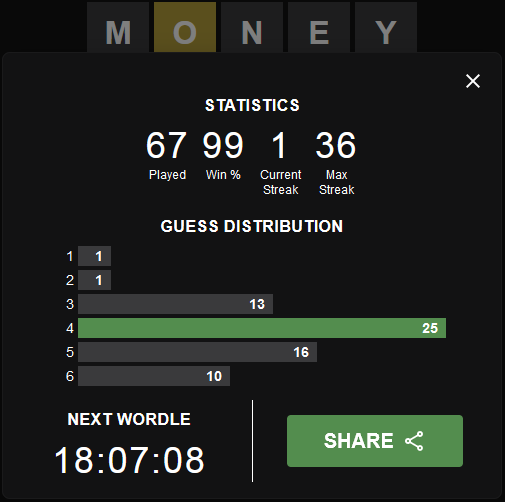 MONEY
STATISTICS
67 99 1 36
Played Win % Current Streak Max Streak
GUESS DISTRIBUTION
1 1
2 1
3 13
4 25
5 16
6 10
NEXT WORDLE
18:07:08
SHARE